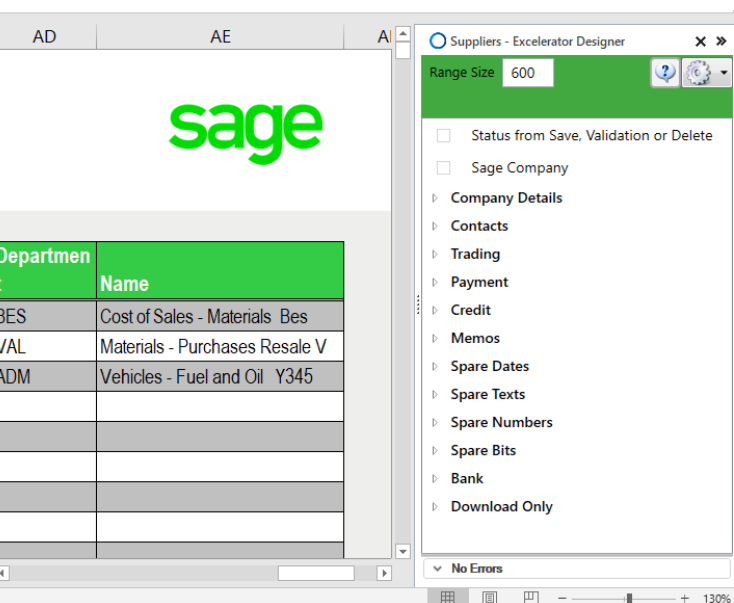 AD
AE
sage
Departmen
Name
BES
Cost of Sales - Materials Bes
VAL
Materials - Purchases Resale V
ADM
Vehicles - Fuel and Oil Y345
Suppliers - Excelerator Designer
Range Size 600
Status from Save, Validation or Delete
Sage Company
Company Details
Contacts
Trading
Payment
Credit
Memos
Spare Dates
Spare Texts
Spare Numbers
Spare Bits
Bank
Download Only
No Errors
130%